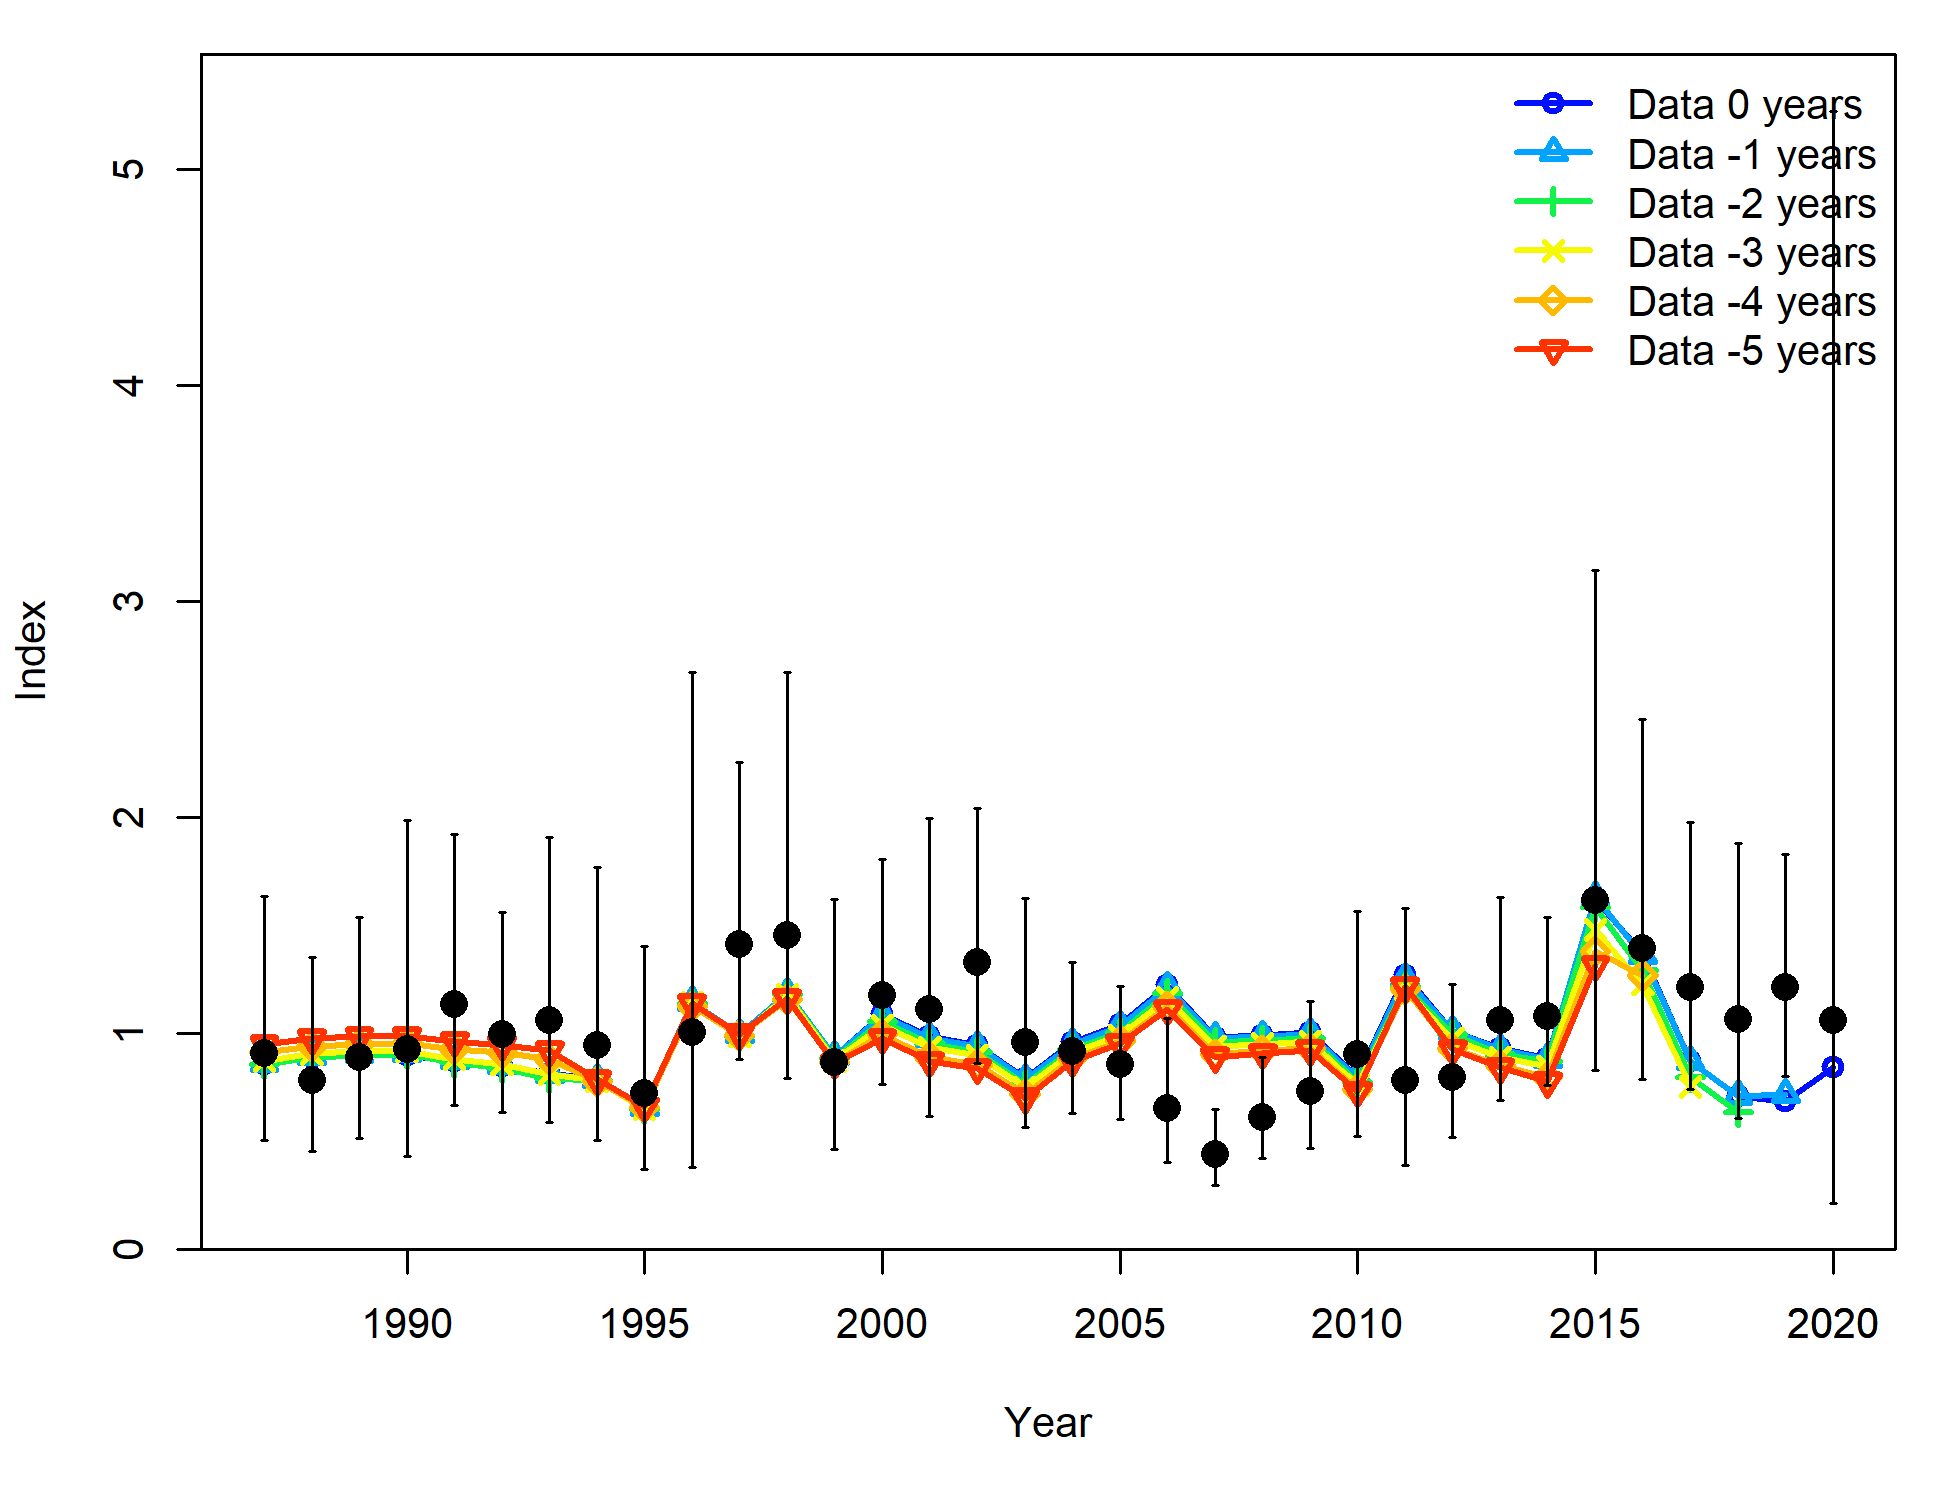 Data 0 years
Data -1 years
Data -2 years
Data -3 years
Data -4 years
Data -5 years
5
4
3
2
1
0
Index
1990 1995 2000 2005 2010 2015 2020
Year